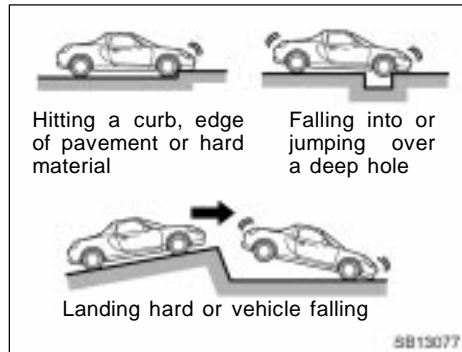 Hitting a curb, edge
of pavement or hard
material
Falling into or
jumping over
a deep hole
Landing hard or vehicle falling
SB13077